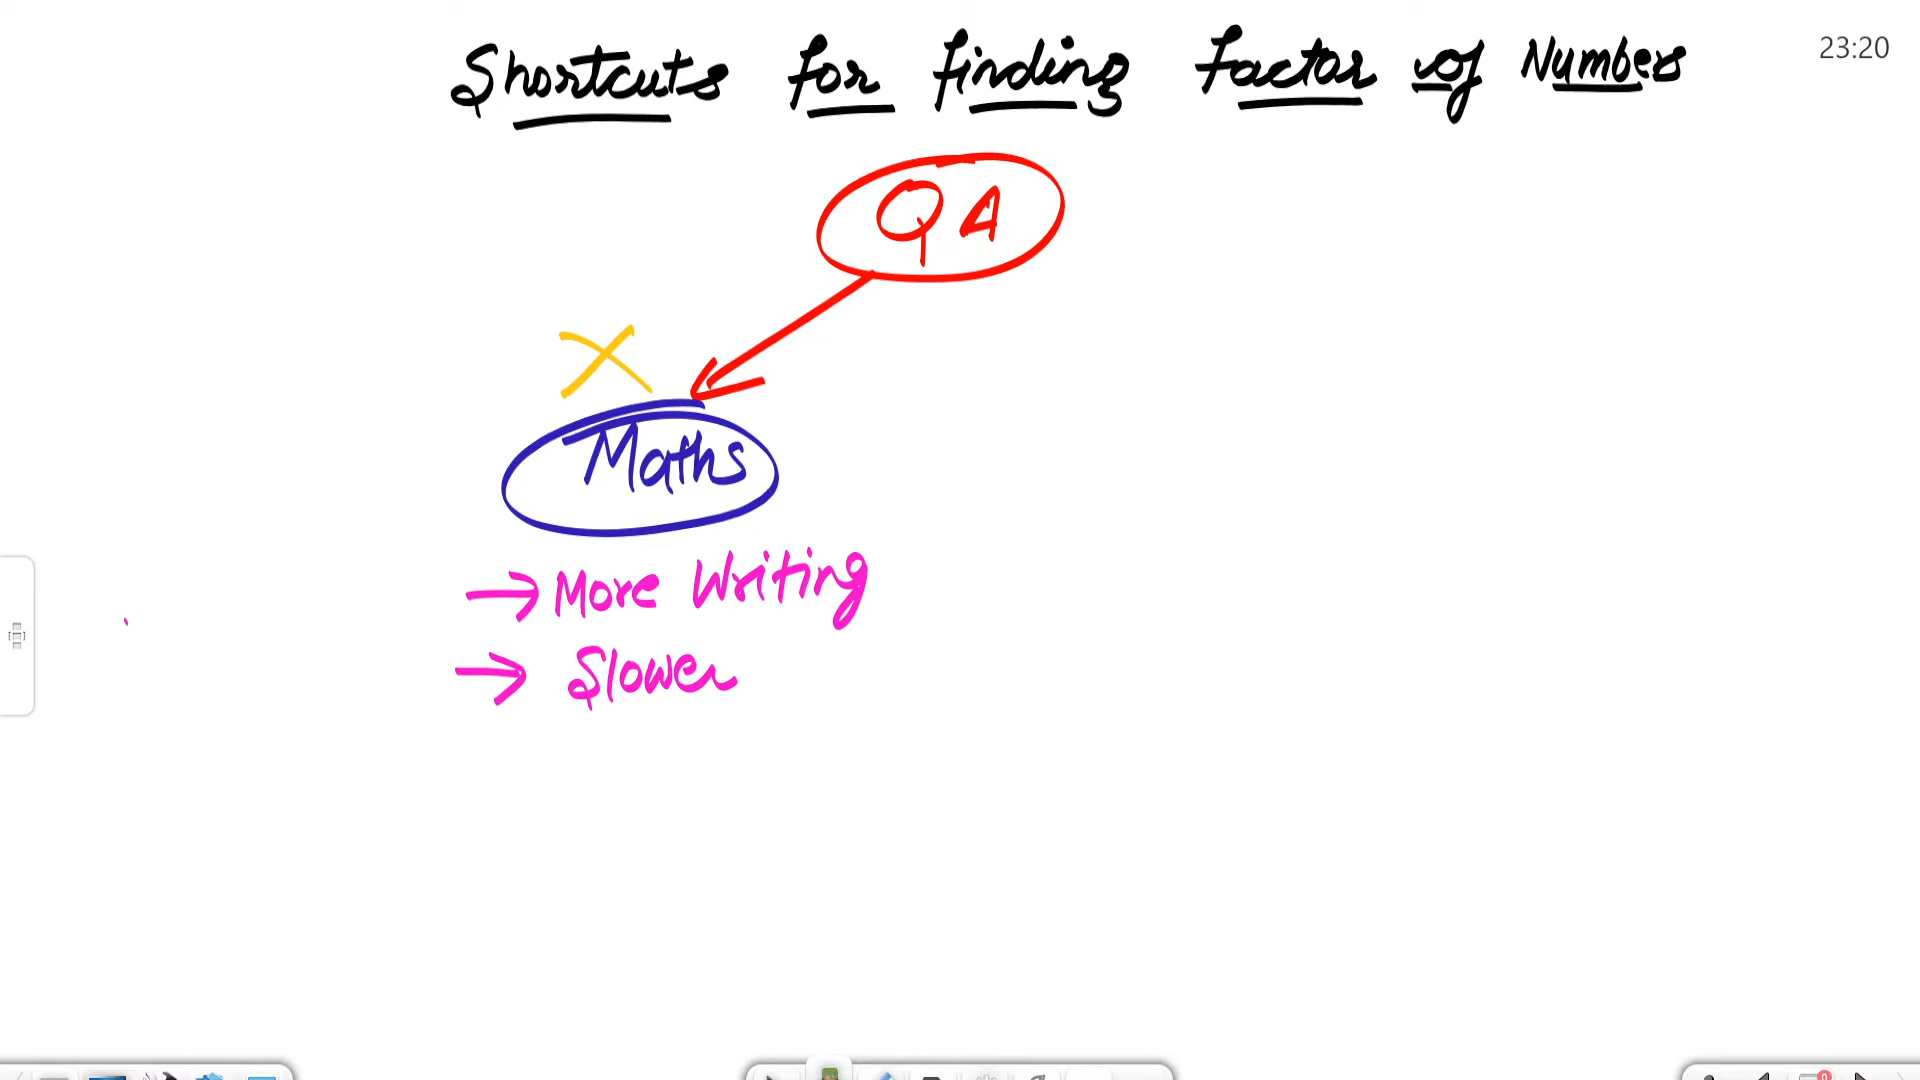 Shortcuts for finding factor of Numbers
23:20
QA
X
Maths
→ More Writing
→ Slower